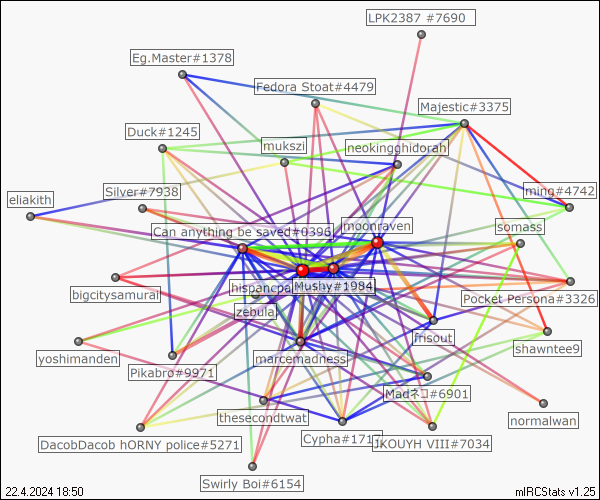 LPK2387 #7690
Eg.Master#1378
Fedora Stoat#4479
Majestic#3375
Duck#1245
mukszi
neokingghidorah
Silver#7938
ming#4742
eliakith
moonraven
somass
Can anything be saved#0396
hispancpa
Mushy#1984
bigcitysamurai
Pocket Persona#3326
zebula
frisout
shawntee9
yoshimanden
marcemadness
Pikabro#9971
Madネコ#6901
normalwan
thesecondtwat
DacobDacob hORNY police#5271
Cypha#171
JKOUYH VIII#7034
Swirly Boi#6154
22.4.2024 18:50
mIRCStats v1.25